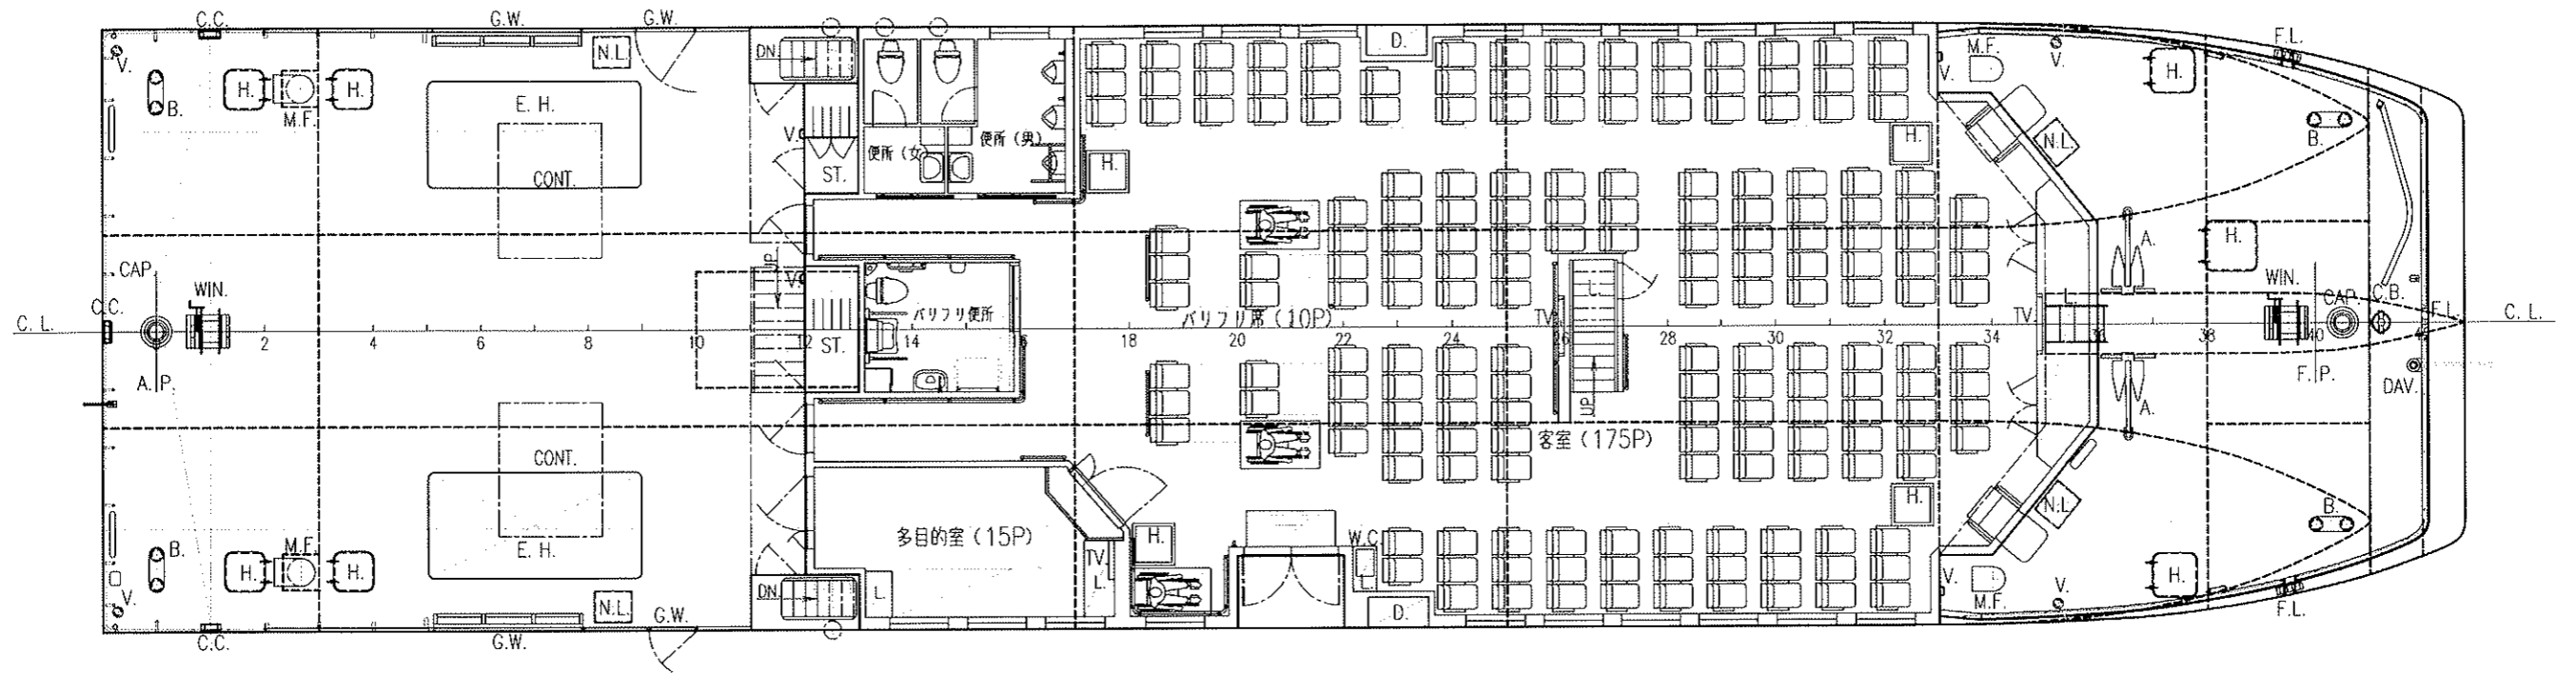 C.C.
G.W.
G.W.
F.L.
V.
N.L.
DN.
D.
M.F.
V.
V.
H.
H.
H.
B.
M.F.
E.H.
B.
N.L.
V.
便所(女)
便所(男)
H.
H.
CONT.
ST.
A.
H.
CAP.
UP
V.
WIN.
C.C.
バリフリ便所
バリフリ席(10P)
TV.
L.
TV.
L.
WIN.
CAP.
C.B.
F.L.
C.L.
C.L.
2
4
6
8
10
12
ST.
14
16
18
20
22
24
26
28
30
32
34
36
38
40
42
A.P.
F.P.
DAV.
UP
A.
客室(175P)
CONT.
N.L.
H.
B.
多目的室(15P)
H.
W.C.
B.
M.F.
E.H.
TV.
H.
H.
L.
L.
V.
V.
H.
V.
N.L.
DN.
D.
M.F.
F.L.
C.C.
G.W.
G.W.